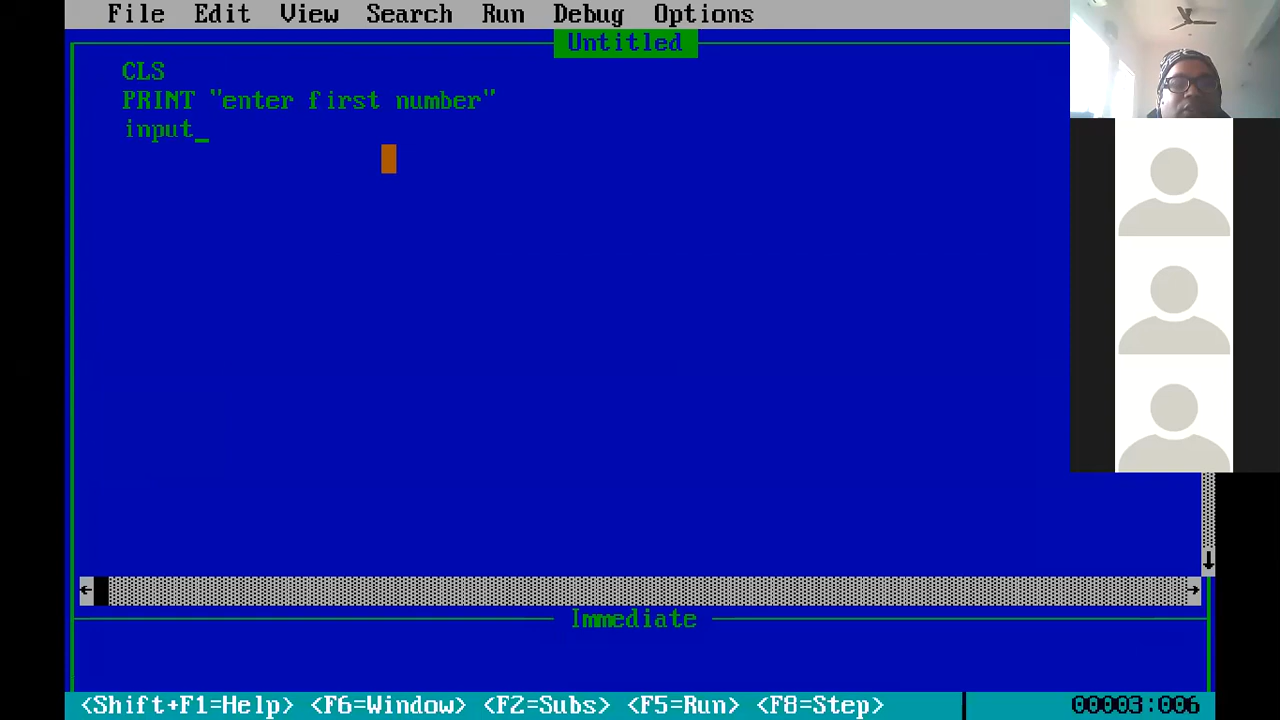 File Edit View Search Run Debug Options
Untitled
CLS
PRINT "enter first number"
input_
Immediate
<Shift+F1=Help> <F6=Window> <F2=Subs> <F5=Run> <F8=Step> 00003:006